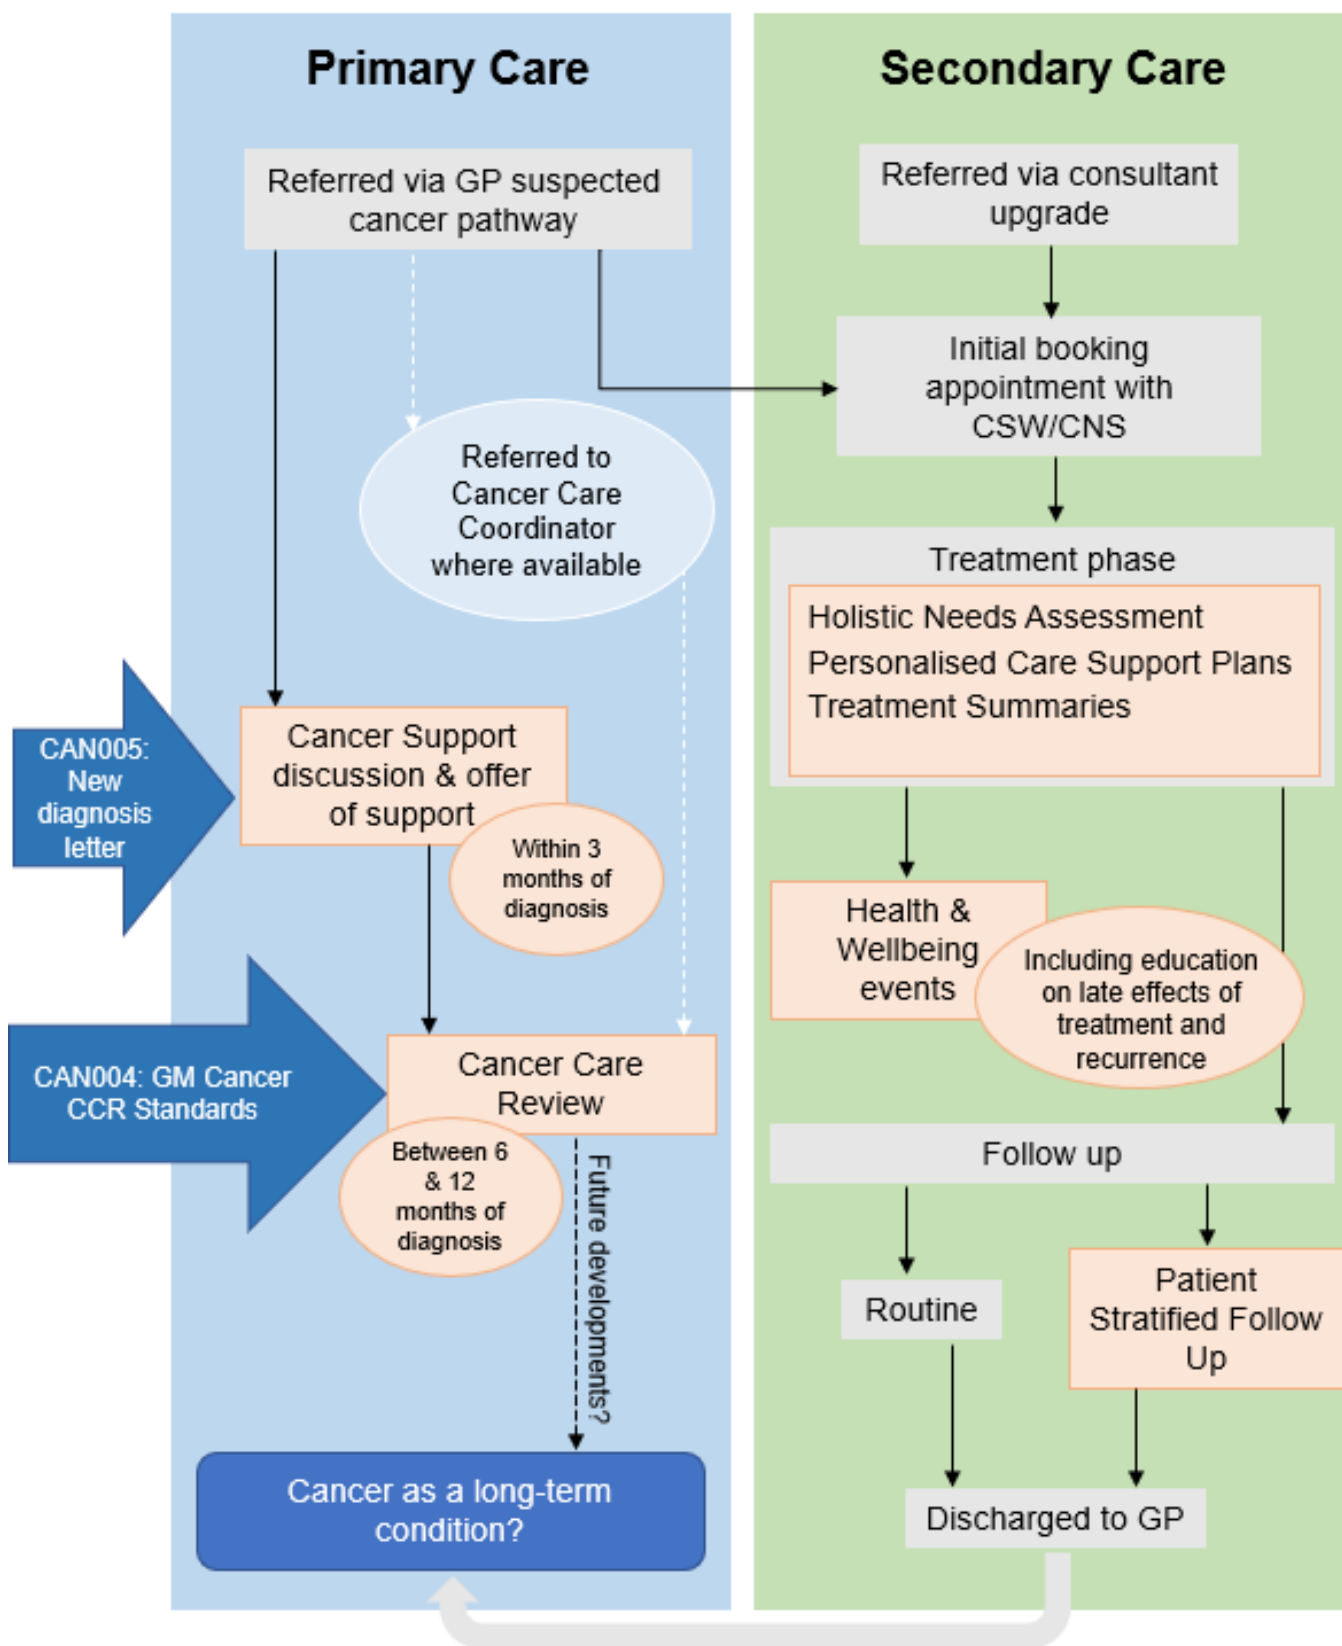 Primary Care
Referred via GP suspected
cancer pathway
Referred to
Cancer Care
Coordinator
where available
CAN005:
New
diagnosis
letter
Cancer Support
discussion & offer
of support
Within 3
months of
diagnosis
CAN004: GM Cancer
CCR Standards
Cancer Care
Review
Between 6
& 12
months of
diagnosis
Future developments?
Cancer as a long-term
condition?
Secondary Care
Referred via consultant
upgrade
Initial booking
appointment with
CSW/CNS
Treatment phase
Holistic Needs Assessment
Personalised Care Support Plans
Treatment Summaries
Health &
Wellbeing
events
Including education
on late effects of
treatment and
recurrence
Follow up
Routine
Patient
Stratified Follow
Up
Discharged to GP